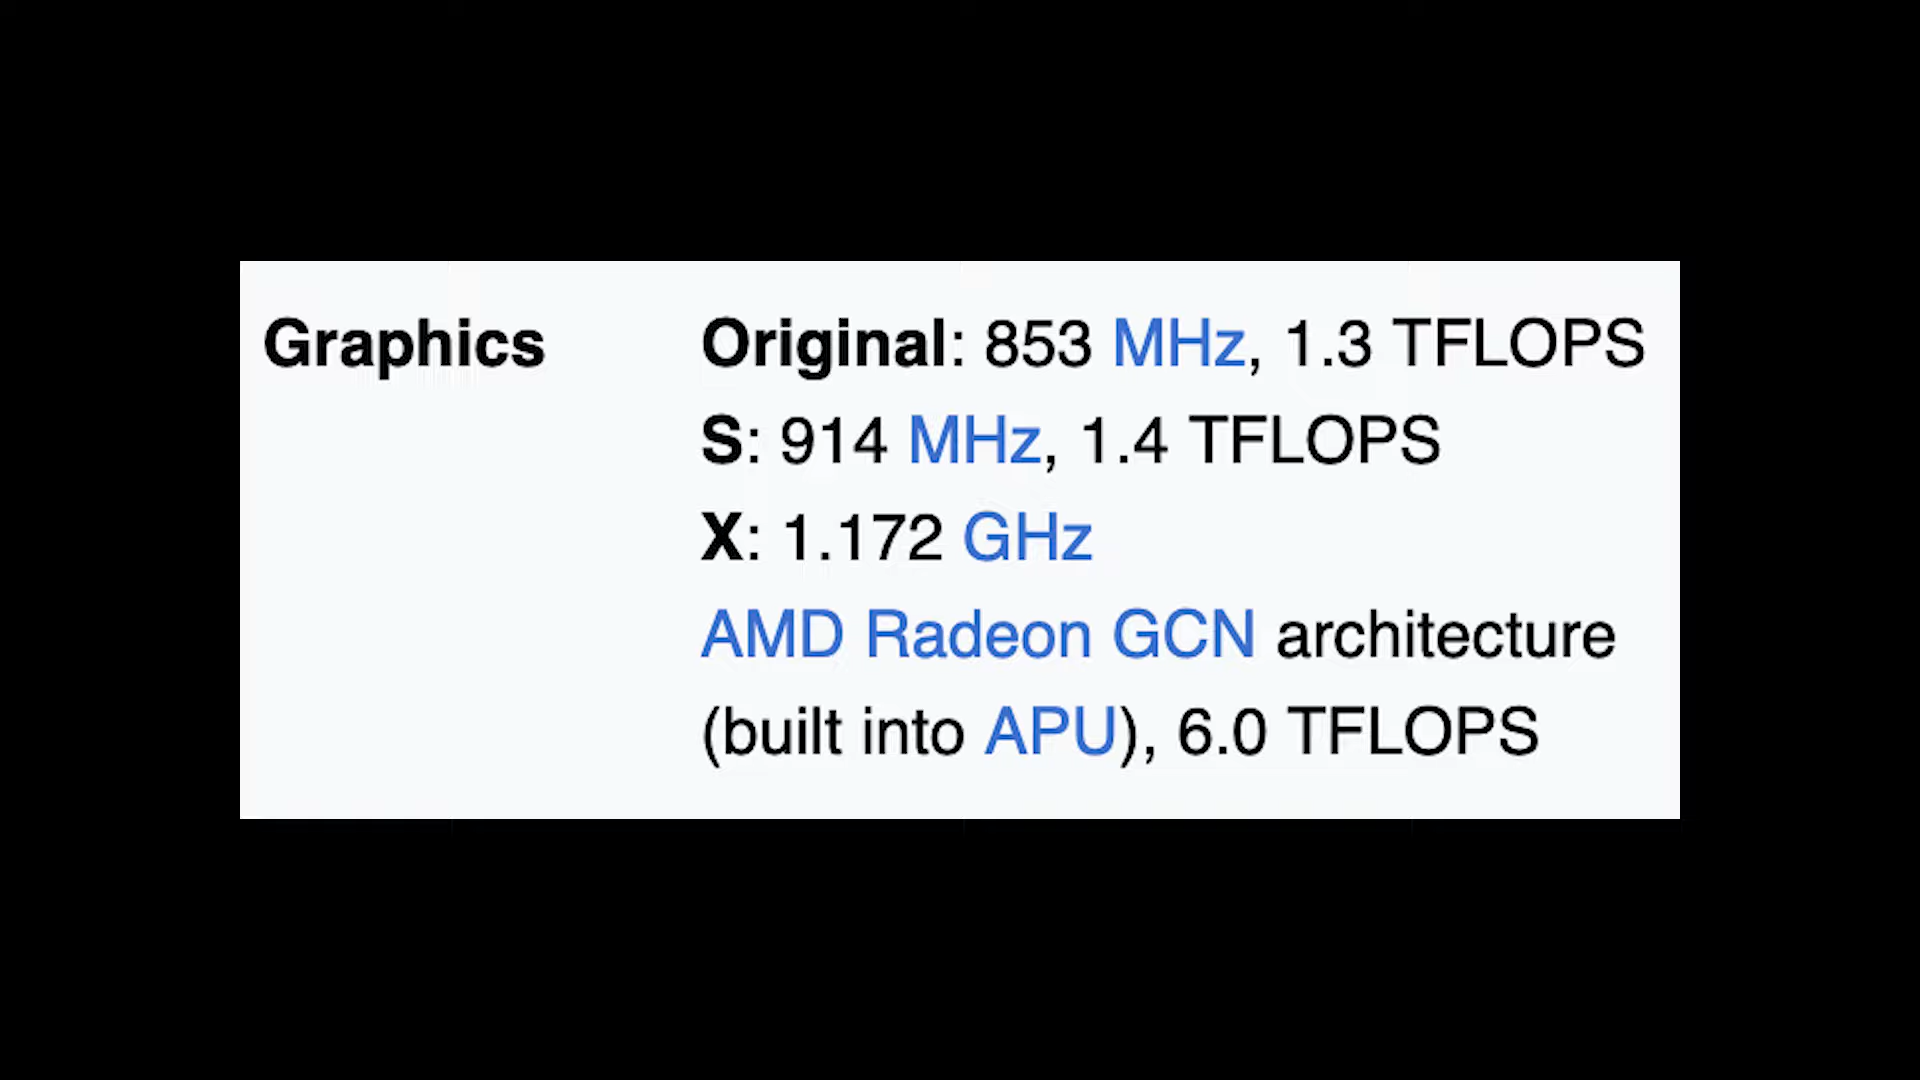 Graphics
Original: 853 MHz, 1.3 TFLOPS
S: 914 MHz, 1.4 TFLOPS
X: 1.172 GHz
AMD Radeon GCN architecture
(built into APU), 6.0 TFLOPS